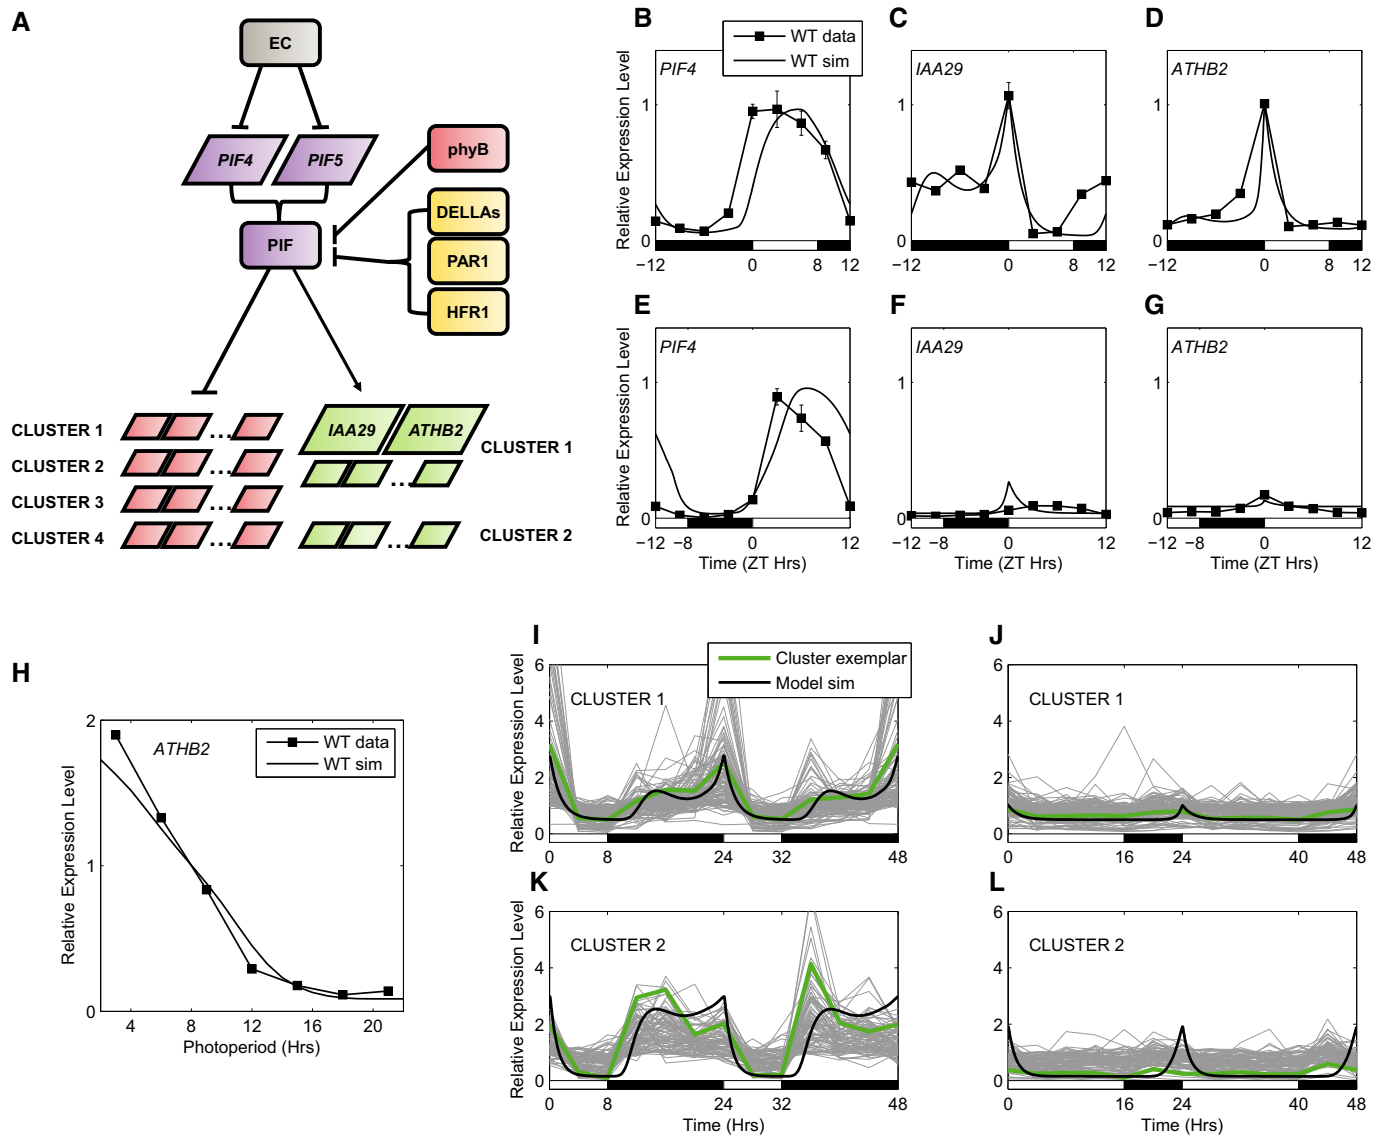 A
EC
PIF4
PIF5
phyB
DELLAs
PIF
PAR1
HFR1
CLUSTER 1
CLUSTER 2
CLUSTER 3
CLUSTER 4
...
...
...
...
IAA29
ATHB2
CLUSTER 1
...
...
CLUSTER 2
B
WT data
WT sim
PIF4
Relative Expression Level
1
0
−12 0 8 12
C
IAA29
1
0
−12 0 8 12
D
ATHB2
1
0
−12 0 8 12
E
PIF4
Relative Expression Level
1
0
−12 −8 0 12
Time (ZT Hrs)
F
IAA29
1
0
−12 −8 0 12
Time (ZT Hrs)
G
ATHB2
1
0
−12 −8 0 12
Time (ZT Hrs)
H
ATHB2
WT data
WT sim
Relative Expression Level
2
1
0
4 8 12 16 20
Photoperiod (Hrs)
I
Cluster exemplar
Model sim
CLUSTER 1
Relative Expression Level
6
4
2
0
0 8 24 32 48
J
CLUSTER 1
6
4
2
0
0 16 24 40 48
K
CLUSTER 2
Relative Expression Level
6
4
2
0
0 8 24 32 48
Time (Hrs)
L
CLUSTER 2
6
4
2
0
0 16 24 40 48
Time (Hrs)